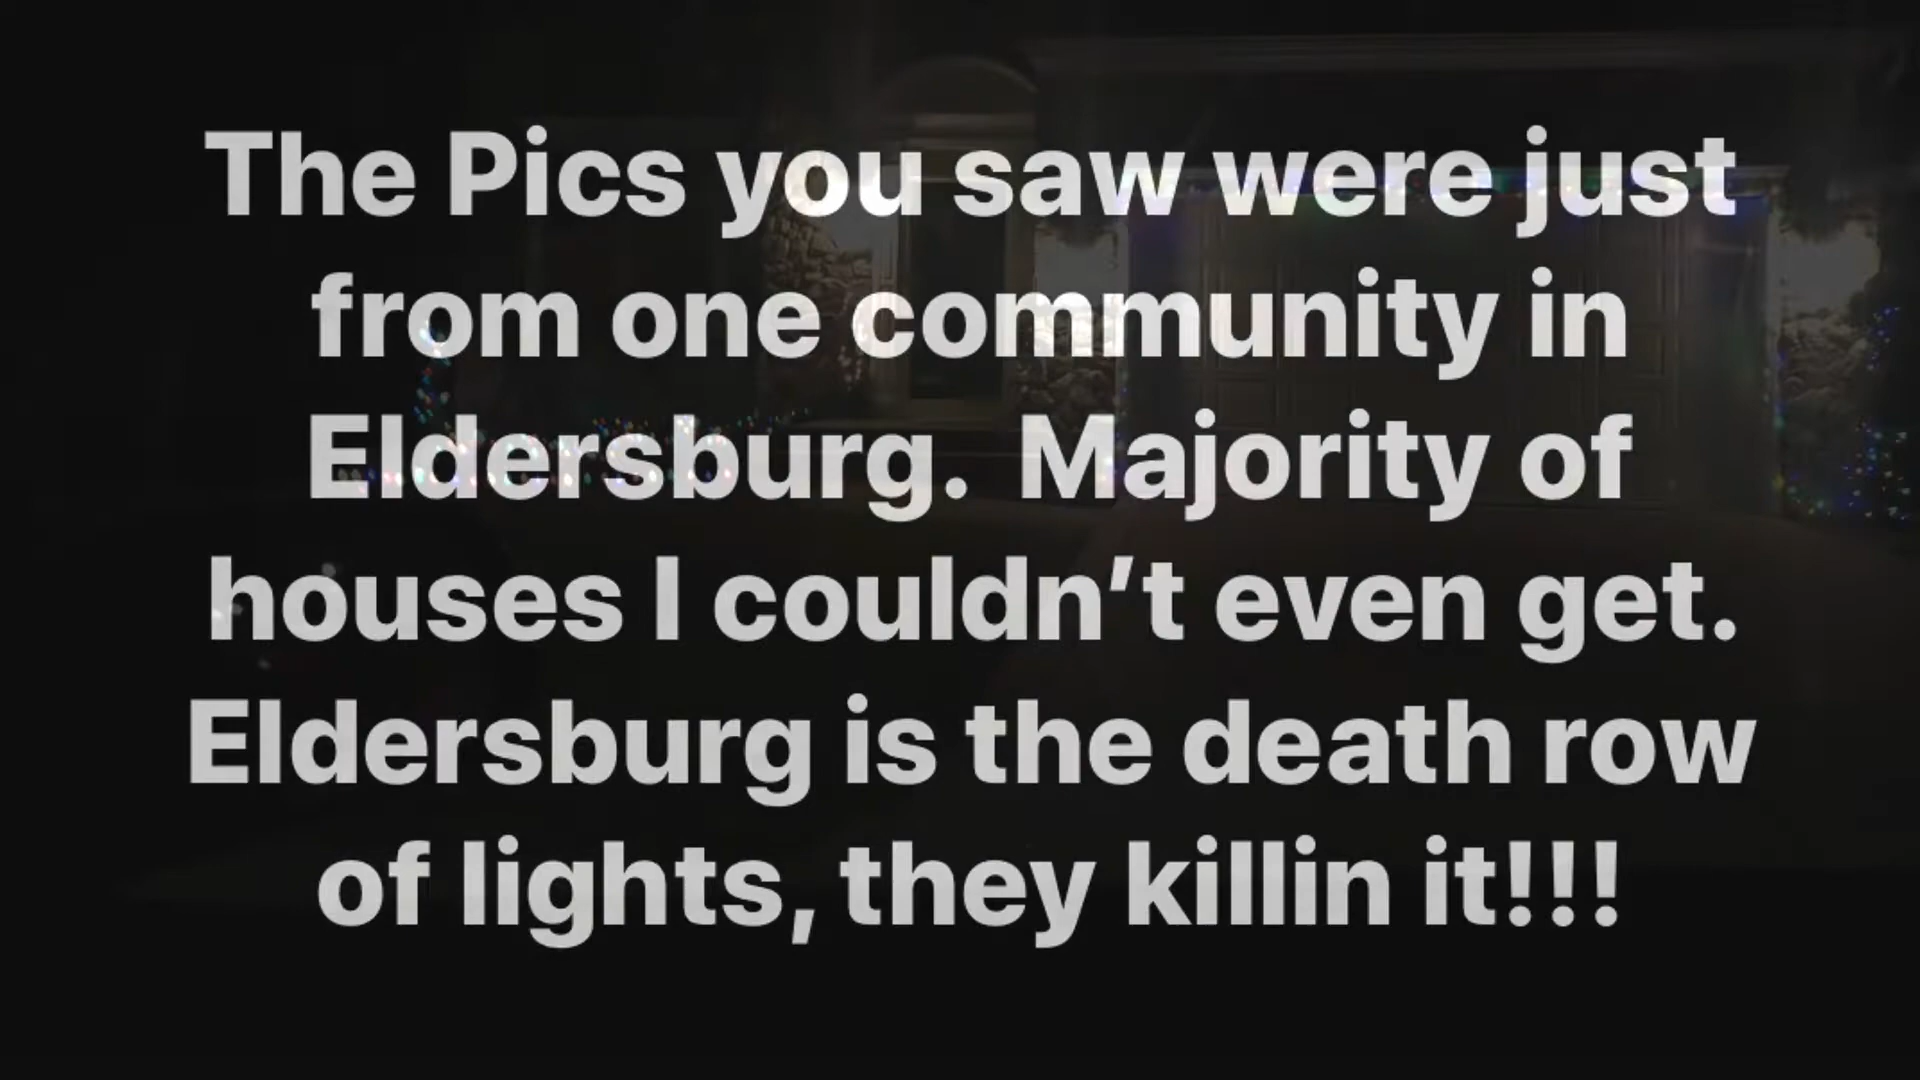 The Pics you saw were just
from one community in
Eldersburg.  Majority of
houses I couldn’t even get.
Eldersburg is the death row
of lights, they killin it!!!